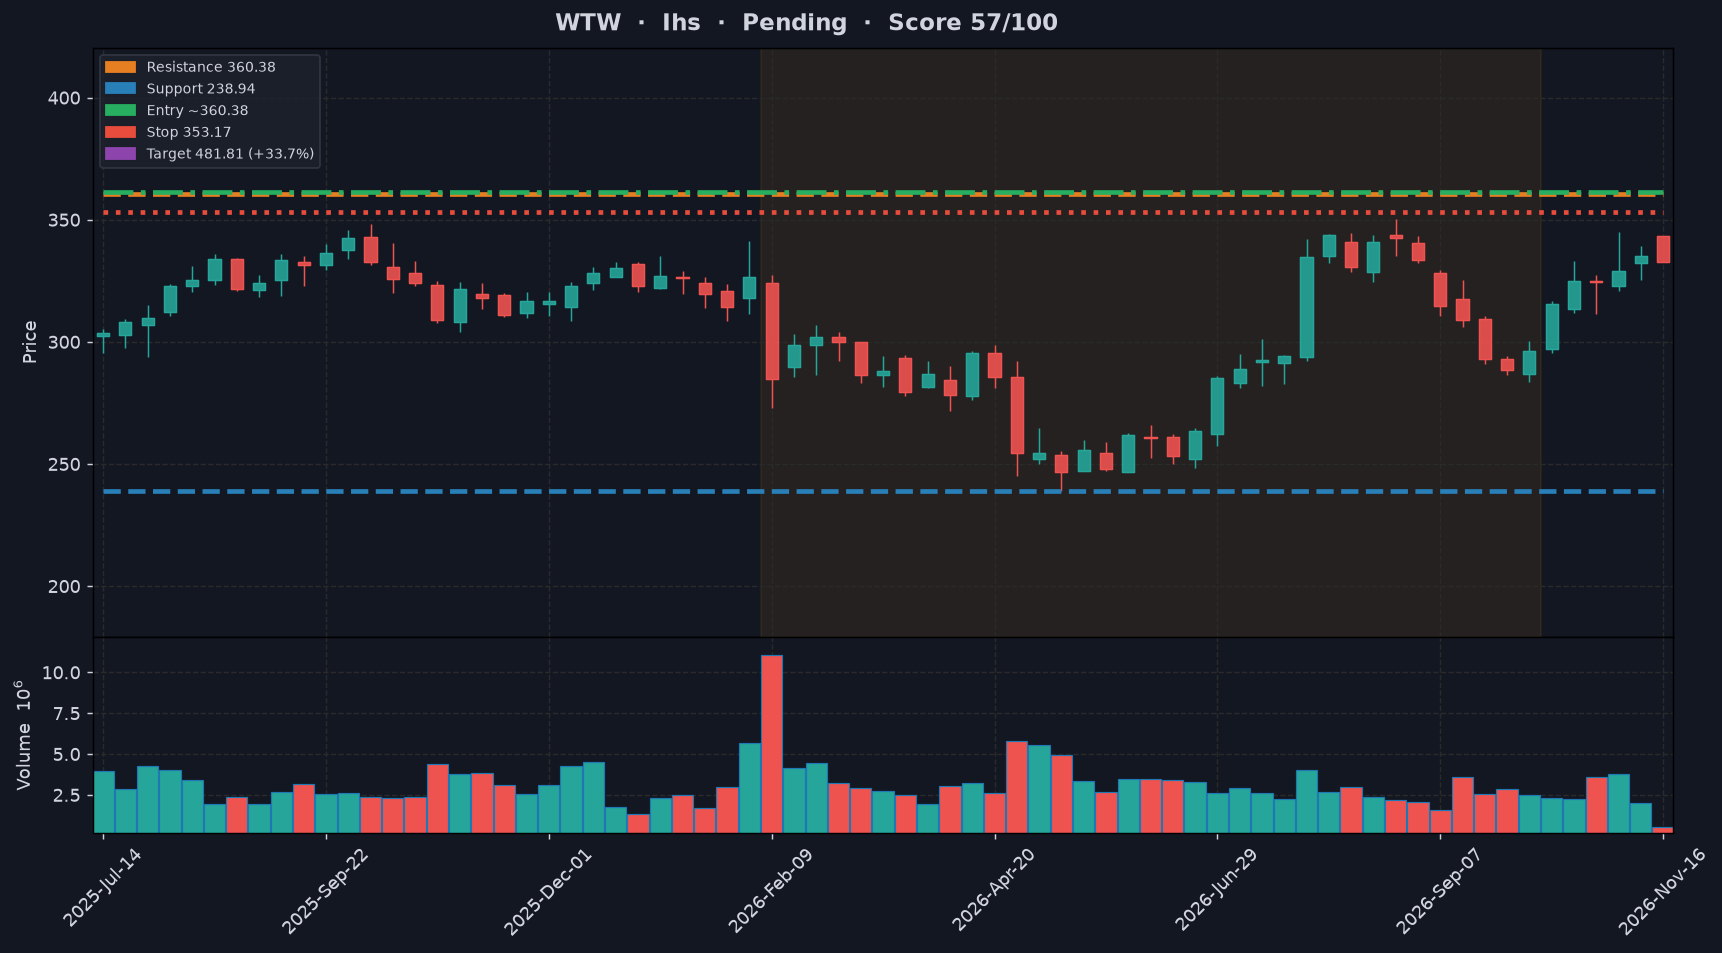 WTW · Ihs · Pending · Score 57/100
Resistance 360.38
Support 238.94
Entry ~360.38
Stop 353.17
Target 481.81 (+33.7%)
400
350
300
250
200
Price
10.0
7.5
5.0
2.5
Volume 10⁶
2025-Jul-14
2025-Sep-22
2025-Dec-01
2026-Feb-09
2026-Apr-20
2026-Jun-29
2026-Sep-07
2026-Nov-16